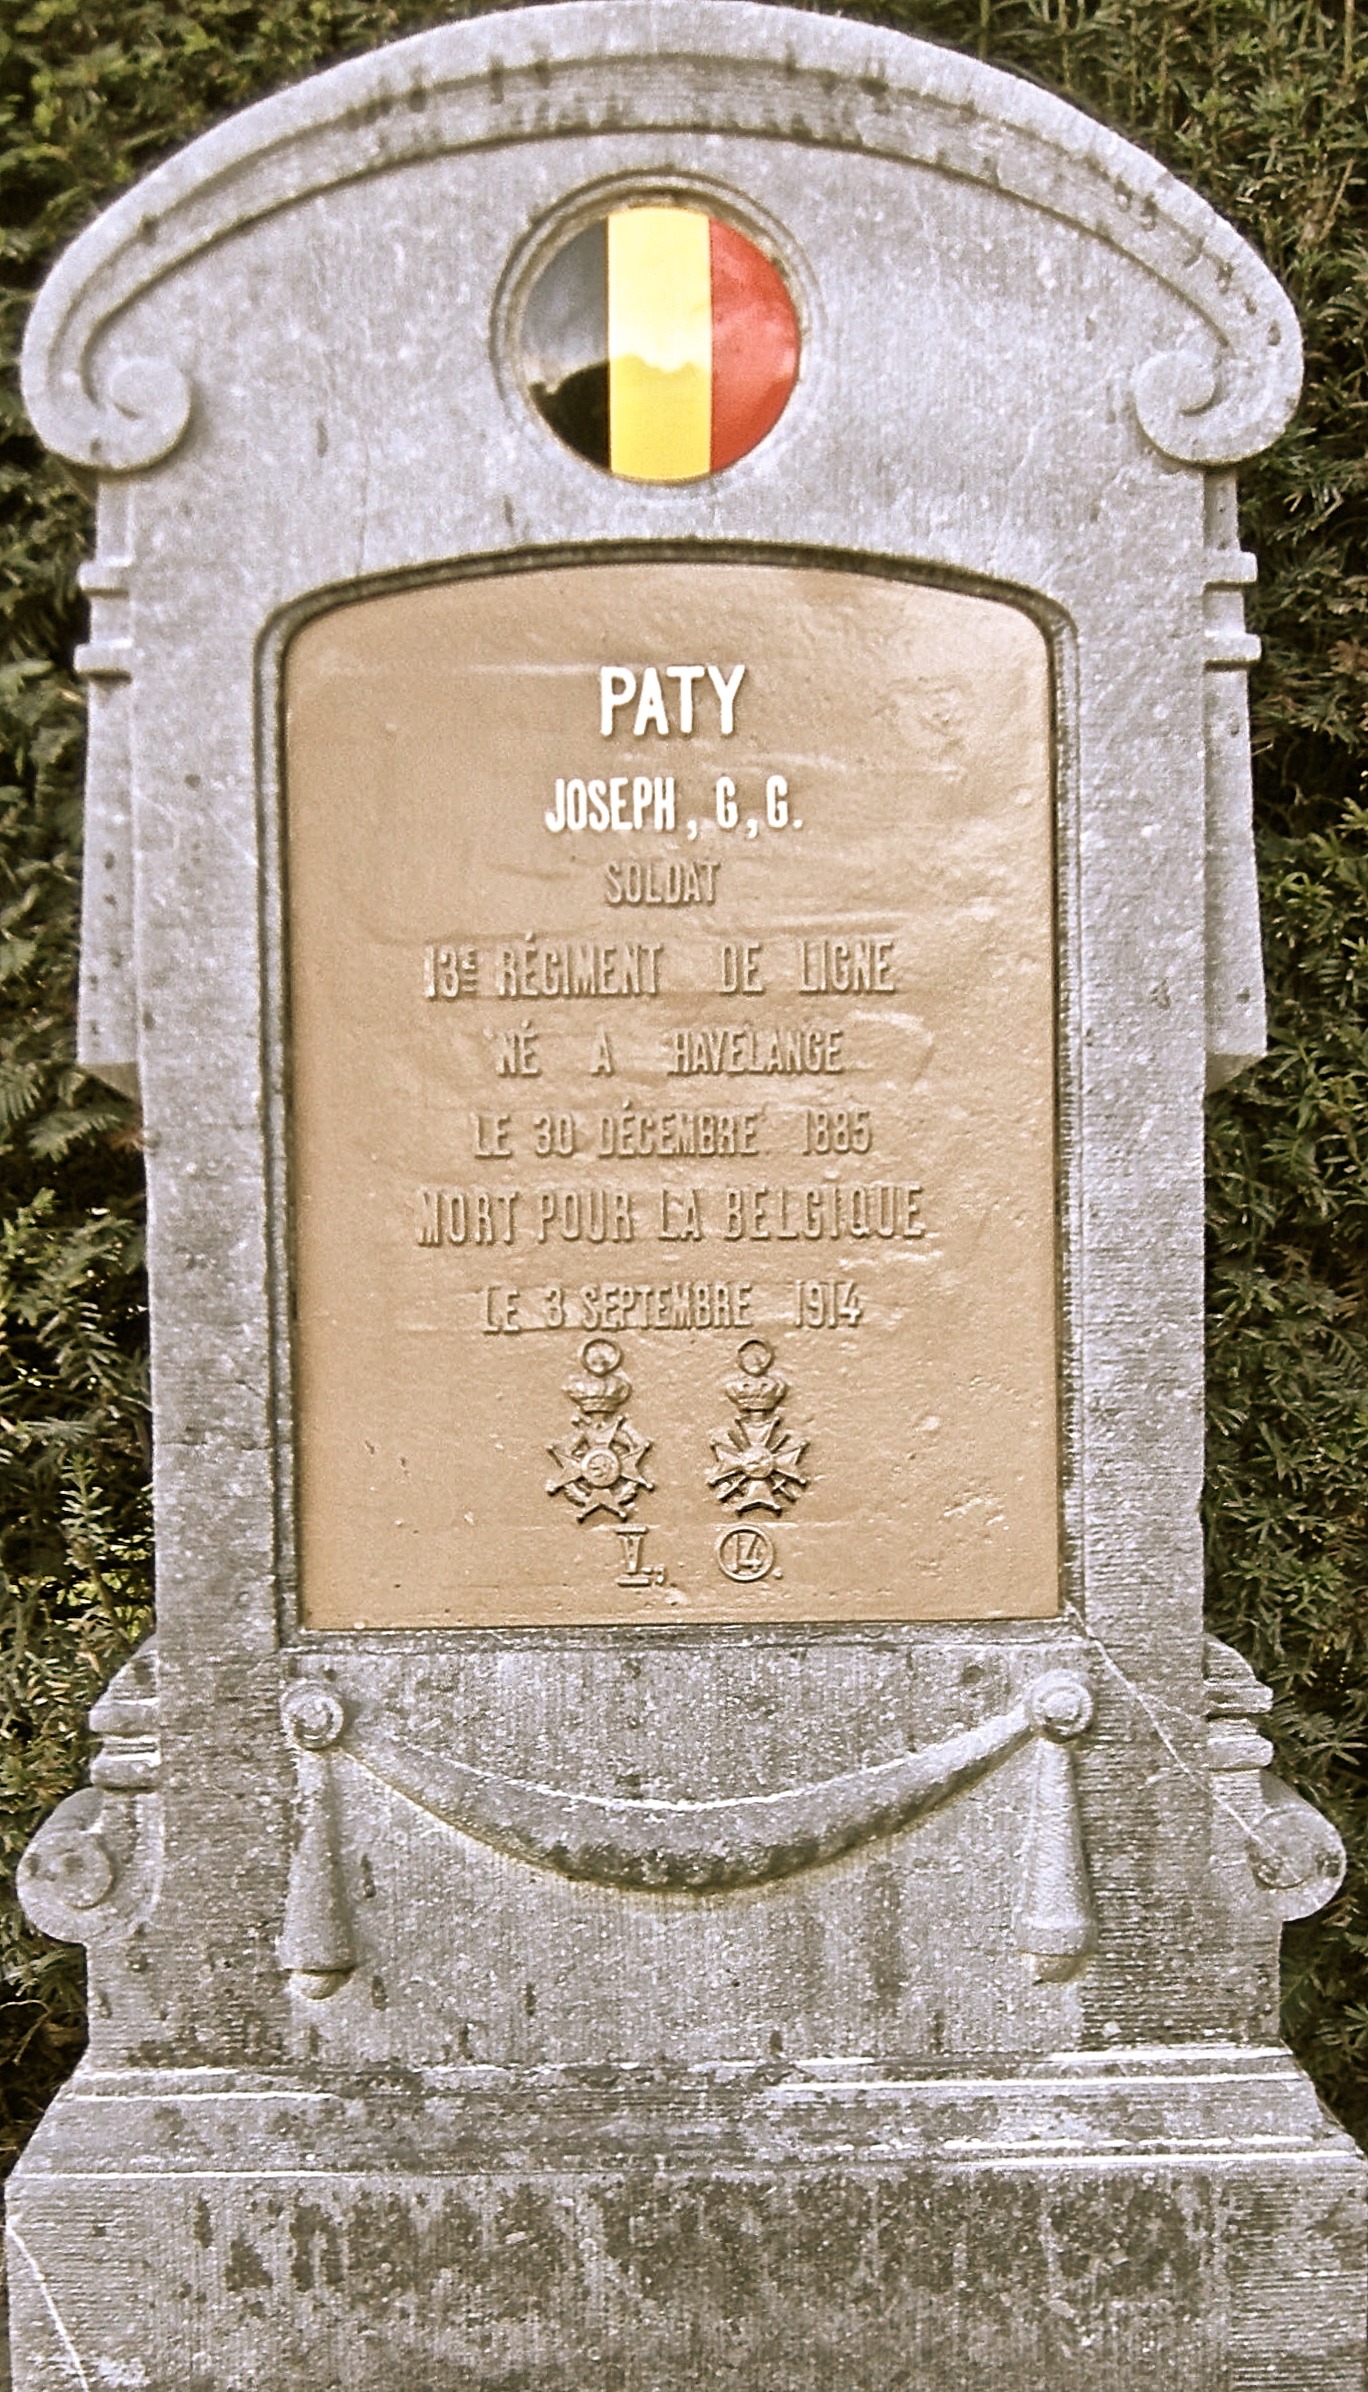 PATY
JOSEPH, G, G.
SOLDAT
13E RÉGIMENT DE LIGNE
NÉ A HAVELANGE
LE 30 DÉCEMBRE 1885
MORT POUR LA BELGIQUE
LE 3 SEPTEMBRE 1914
14.